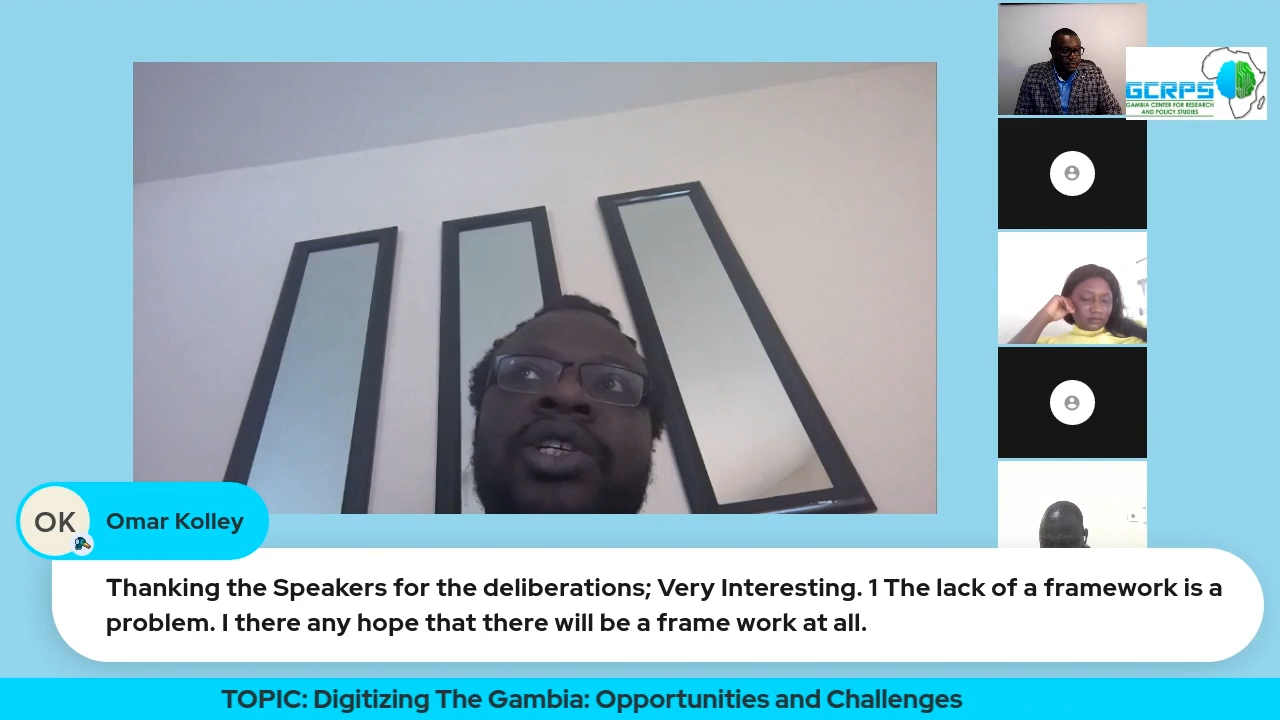 GCRPS
GAMBIA CENTER FOR RESEARCH
AND POLICY STUDIES
OK
Omar Kolley
Thanking the Speakers for the deliberations; Very Interesting. 1 The lack of a framework is a
problem. I there any hope that there will be a frame work at all.
TOPIC: Digitizing The Gambia: Opportunities and Challenges